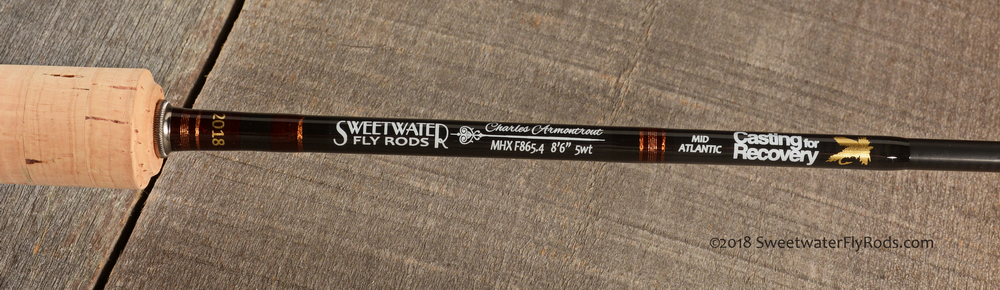 2018
SWEETWATER
FLY RODS
Charles Armontrout
MHX F865.4 8'6" 5wt
MID
ATLANTIC
Casting for
Recovery
©2018 SweetwaterFlyRods.com